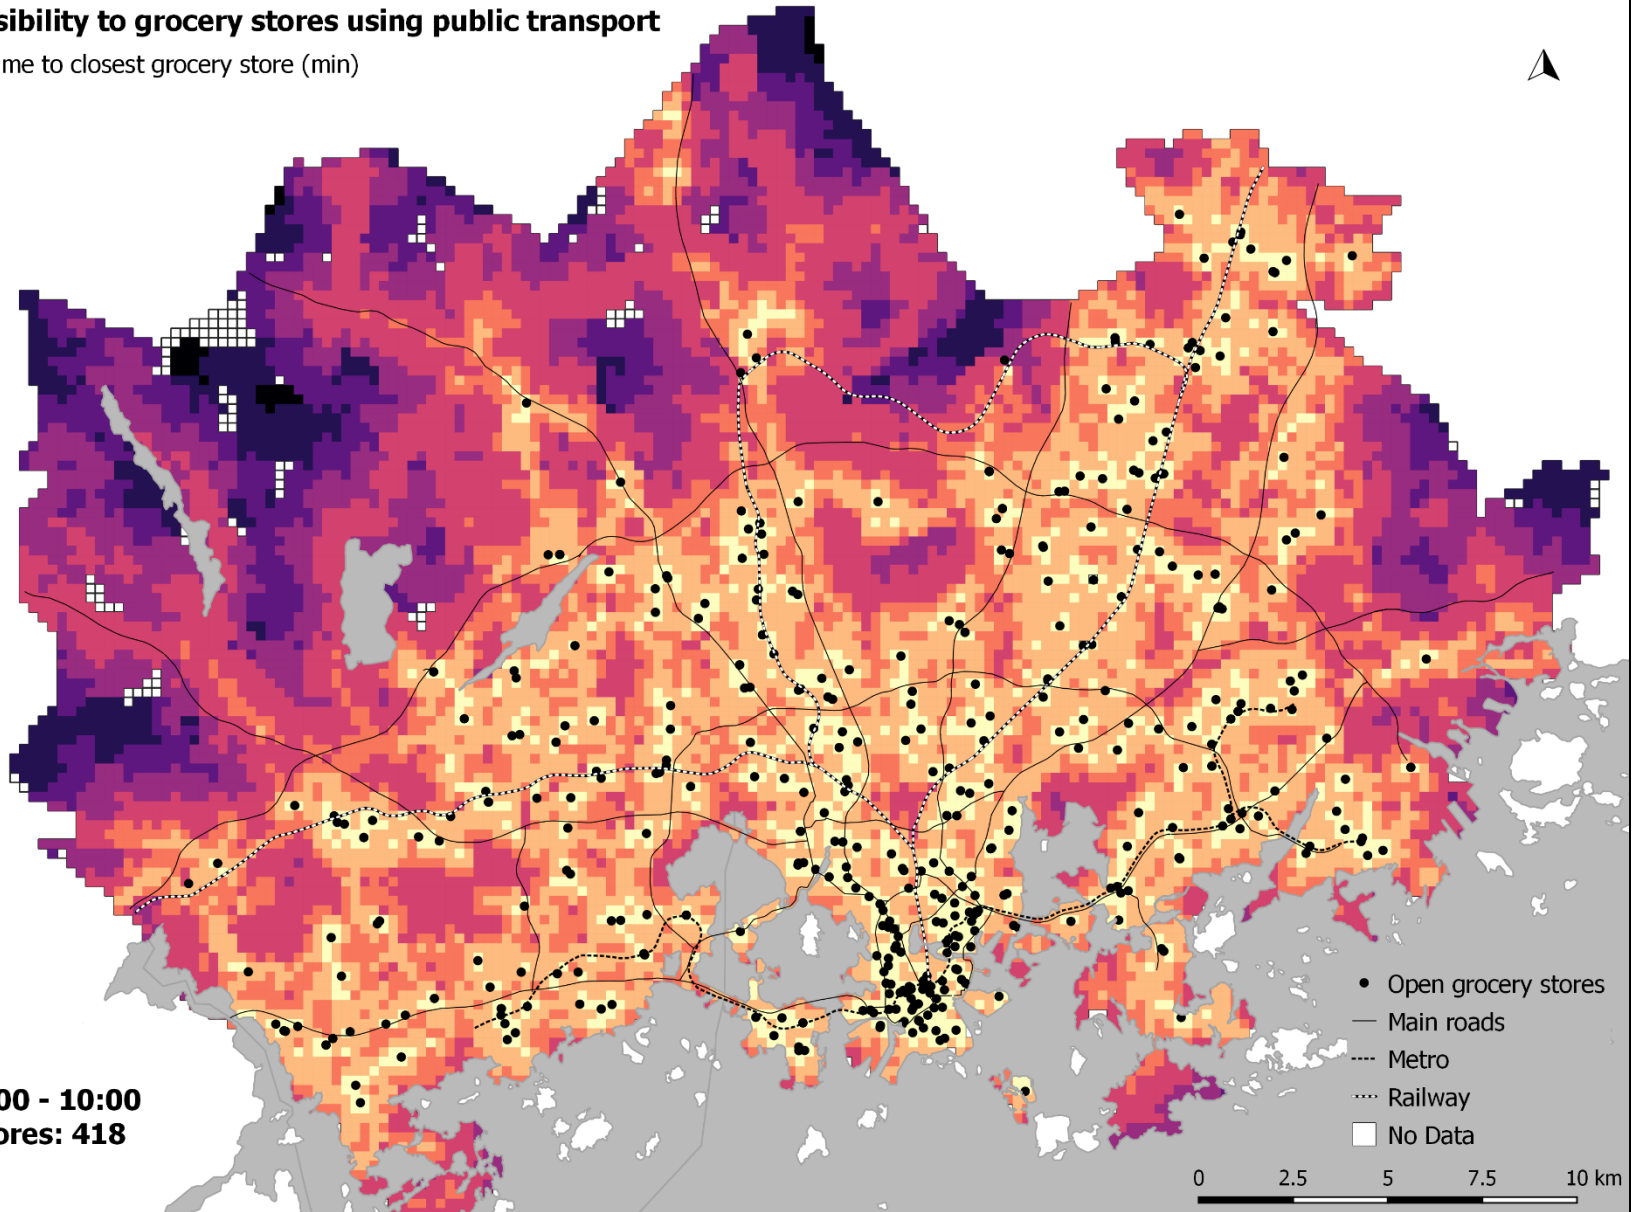 sibility to grocery stores using public transport
me to closest grocery store (min)
Open grocery stores
Main roads
Metro
Railway
No Data
00 - 10:00
ores: 418
0 2.5 5 7.5 10 km